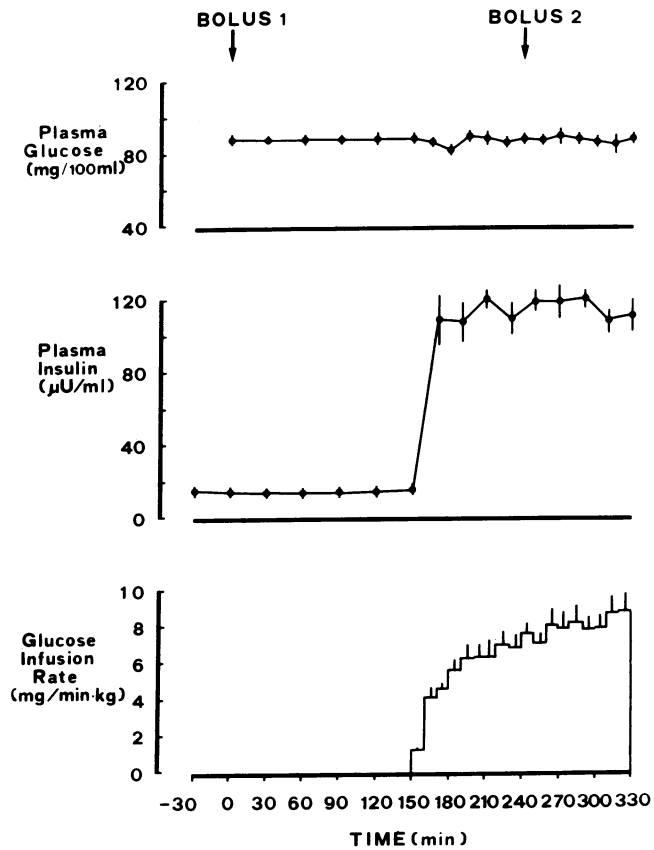 BOLUS 1
BOLUS 2
120
80
40
Plasma
Glucose
(mg/100ml)
120
80
40
0
Plasma
Insulin
(µU/ml)
10
8
6
4
2
0
Glucose
Infusion
Rate
(mg/min·kg)
-30 0 30 60 90 120 150 180 210 240 270 300 330
TIME (min)